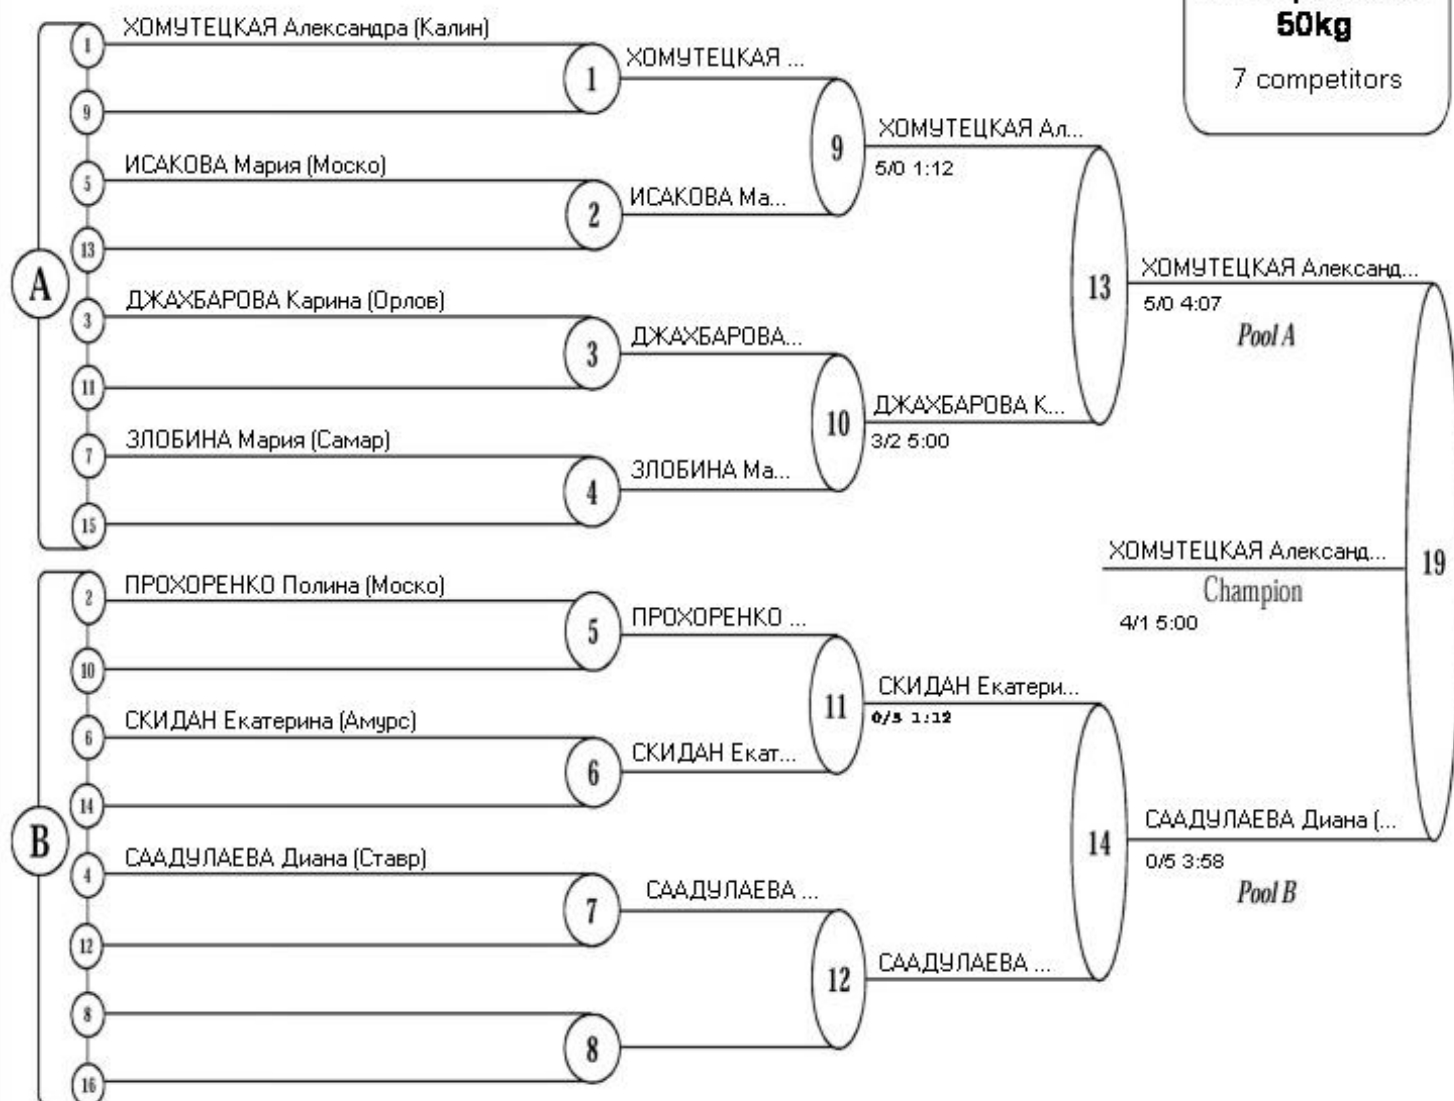 50kg
7 competitors
A
1
ХОМУТЕЦКАЯ Александра (Калин)
9
1
ХОМУТЕЦКАЯ ...
5
ИСАКОВА Мария (Моско)
13
2
ИСАКОВА Ма...
9
ХОМУТЕЦКАЯ Ал...
5/0 1:12
3
ДЖАХБАРОВА Карина (Орлов)
11
3
ДЖАХБАРОВА...
7
ЗЛОБИНА Мария (Самар)
15
4
ЗЛОБИНА Ма...
10
ДЖАХБАРОВА К...
3/2 5:00
13
ХОМУТЕЦКАЯ Александ...
5/0 4:07
Pool A
ХОМУТЕЦКАЯ Александ...
Champion
4/1 5:00
19
B
2
ПРОХОРЕНКО Полина (Моско)
10
5
ПРОХОРЕНКО ...
6
СКИДАН Екатерина (Амурс)
14
6
СКИДАН Екат...
11
СКИДАН Екатери...
0/5 1:12
4
СААДУЛАЕВА Диана (Ставр)
12
7
СААДУЛАЕВА ...
8
16
8
12
СААДУЛАЕВА ...
14
СААДУЛАЕВА Диана (...
0/5 3:58
Pool B